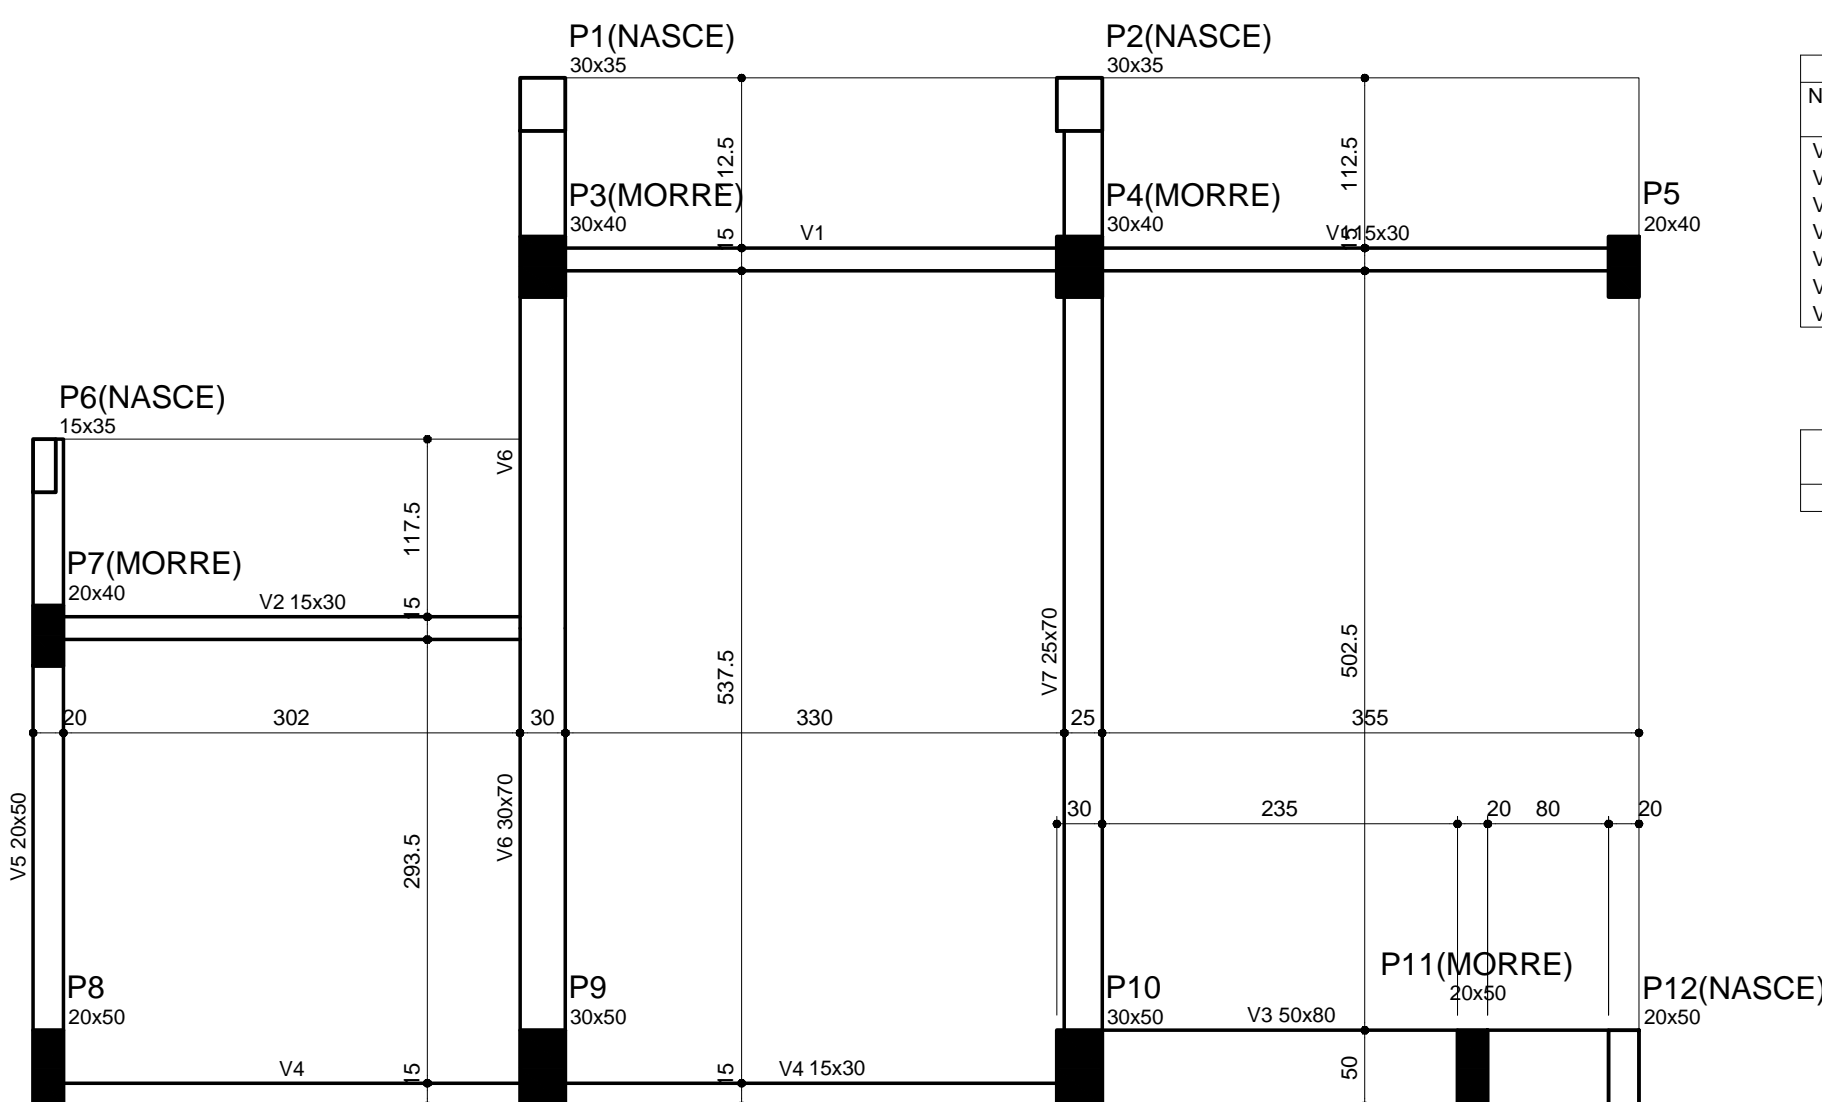 P1(NASCE)
30x35
P2(NASCE)
30x35
N
112.5
112.5
V
V
V
V
V
V
V
P3(MORRE)
30x40
P4(MORRE)
30x40
P5
20x40
15
V1
V1 15x30
15
P6(NASCE)
15x35
V6
117.5
P7(MORRE)
20x40
V2 15x30
15
537.5
V7 25x70
502.5
20
302
30
330
25
355
V5 20x50
293.5
V6 30x70
30
235
20
80
20
P8
20x50
P9
30x50
P10
30x50
P11(MORRE)
20x50
P12(NASCE)
20x50
V3 50x80
V4
15
15
V4 15x30
50